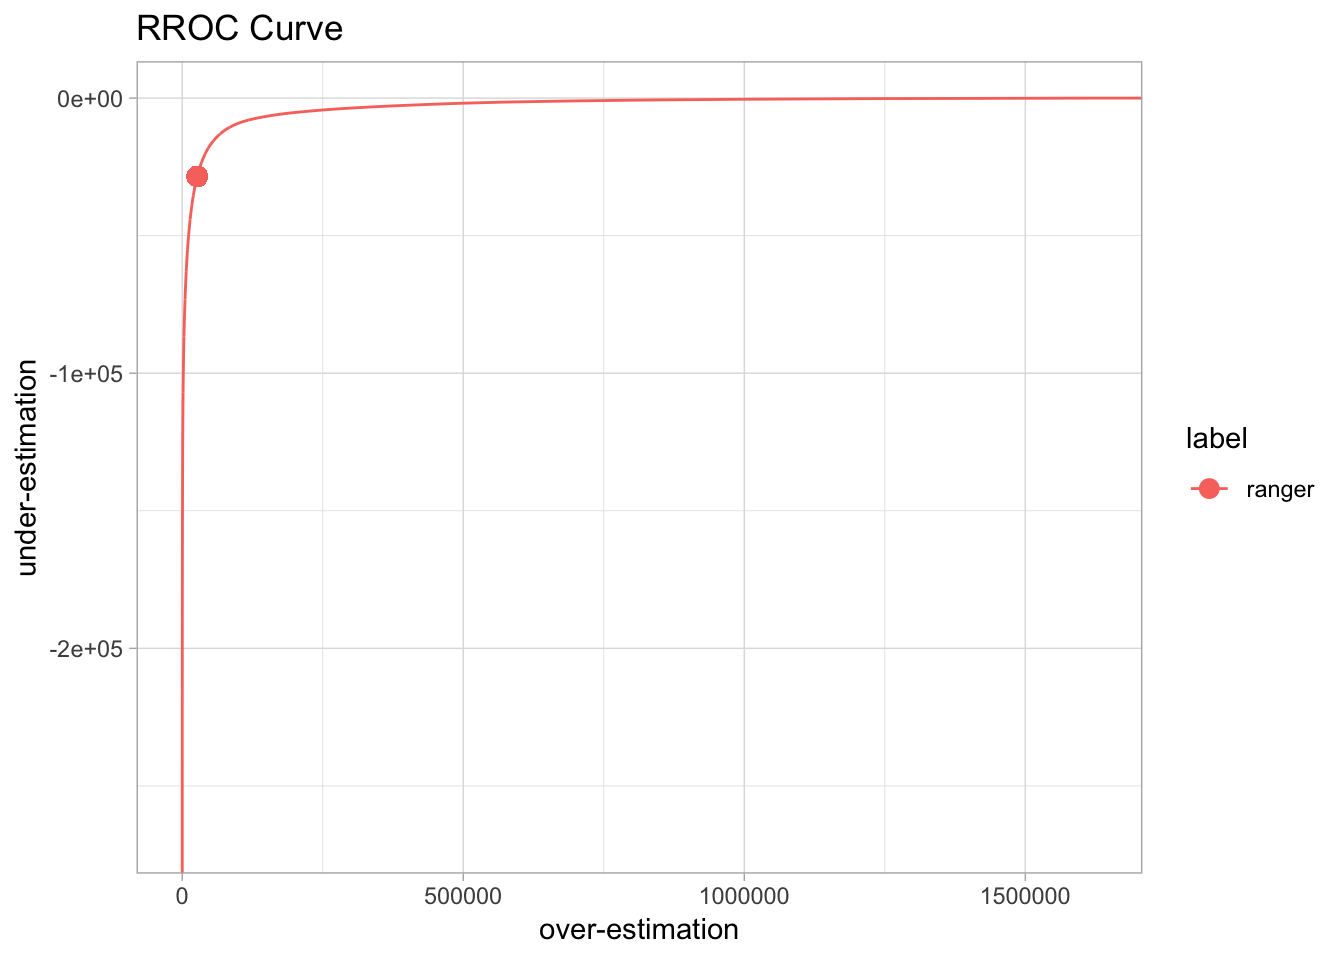 RROC Curve
0e+00
-1e+05
-2e+05
under-estimation
0
500000
1000000
1500000
over-estimation
label
ranger